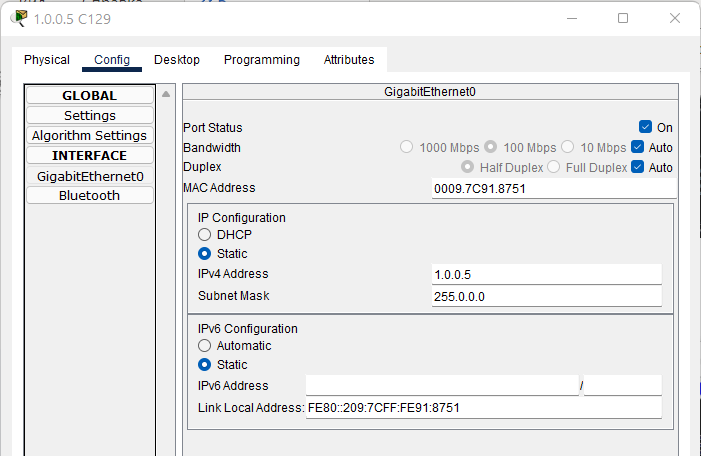 1.0.0.5 C129
Physical Config Desktop Programming Attributes
GLOBAL
Settings
Algorithm Settings
INTERFACE
GigabitEthernet0
Bluetooth
GigabitEthernet0
Port Status On
Bandwidth 1000 Mbps 100 Mbps 10 Mbps Auto
Duplex Half Duplex Full Duplex Auto
MAC Address 0009.7C91.8751
IP Configuration
DHCP
Static
IPv4 Address 1.0.0.5
Subnet Mask 255.0.0.0
IPv6 Configuration
Automatic
Static
IPv6 Address /
Link Local Address: FE80::209:7CFF:FE91:8751